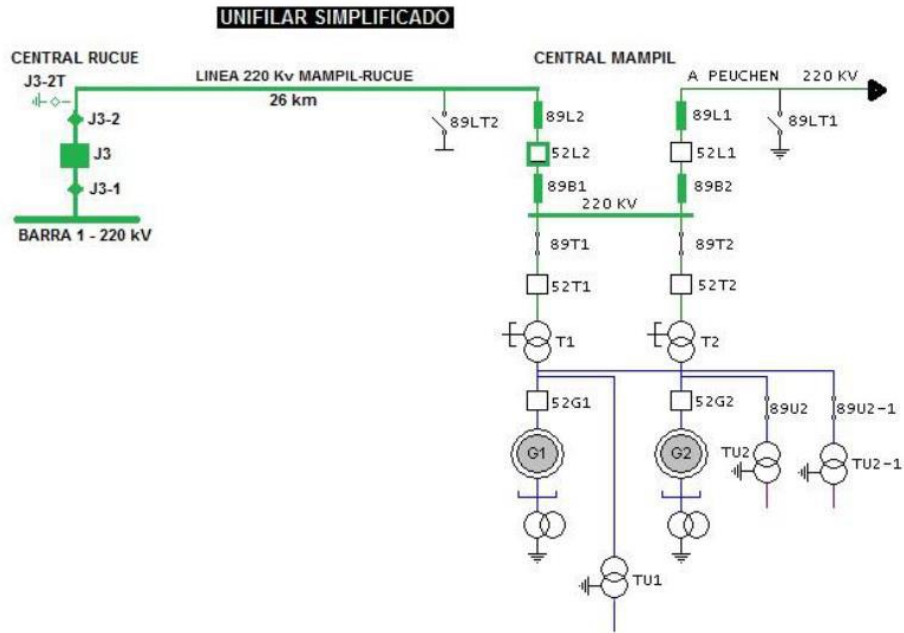 UNIFILAR SIMPLIFICADO
CENTRAL RUCUE
CENTRAL MAMPIL
J3-2T
LINEA 220 Kv MAMPIL-RUCUE
26 km
A PEUCHEN 220 KV
J3-2
J3
J3-1
BARRA 1 - 220 kV
89LT2
89L2
52L2
89B1
89L1
89LT1
52L1
89B2
220 KV
89T1
89T2
52T1
52T2
T1
T2
52G1
52G2
89U2
89U2-1
G1
G2
TU2
TU2-1
TU1